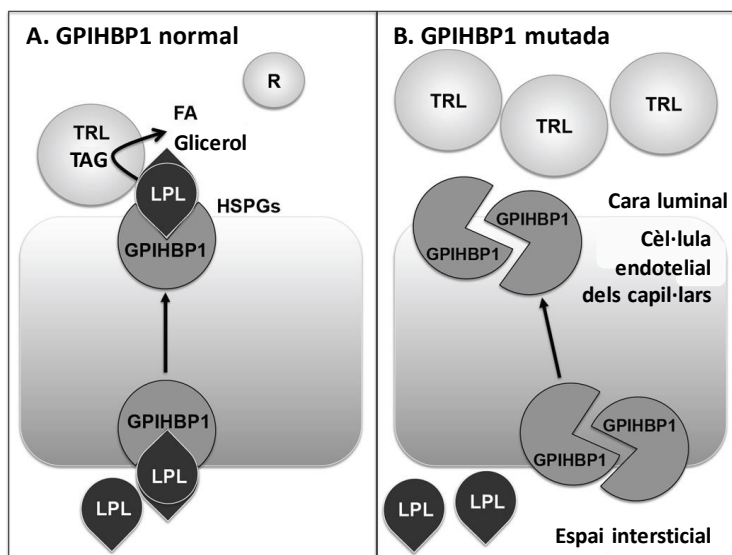 A. GPIHBP1 normal
R
FA
Glicerol
TRL
TAG
LPL
HSPGs
GPIHBP1
GPIHBP1
LPL
LPL
B. GPIHBP1 mutada
TRL
TRL
TRL
Cara luminal
GPIHBP1
GPIHBP1
Cèl·lula
endotelial
dels capil·lars
GPIHBP1
GPIHBP1
LPL
LPL
Espai intersticial